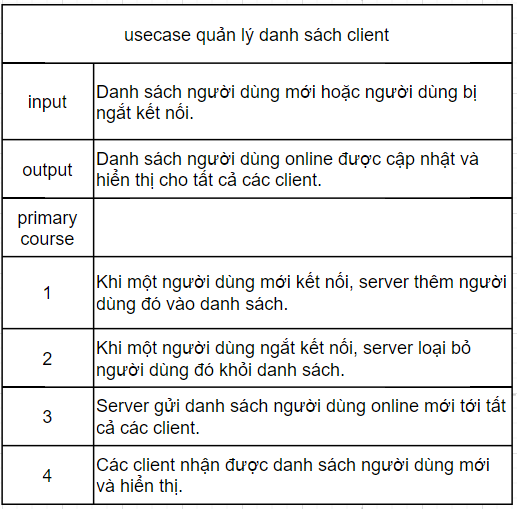 usecase quản lý danh sách client
input
Danh sách người dùng mới hoặc người dùng bị
ngắt kết nối.
output
Danh sách người dùng online được cập nhật và
hiển thị cho tất cả các client.
primary
course
1
Khi một người dùng mới kết nối, server thêm người
dùng đó vào danh sách.
2
Khi một người dùng ngắt kết nối, server loại bỏ
người dùng đó khỏi danh sách.
3
Server gửi danh sách người dùng online mới tới tất
cả các client.
4
Các client nhận được danh sách người dùng mới
và hiển thị.